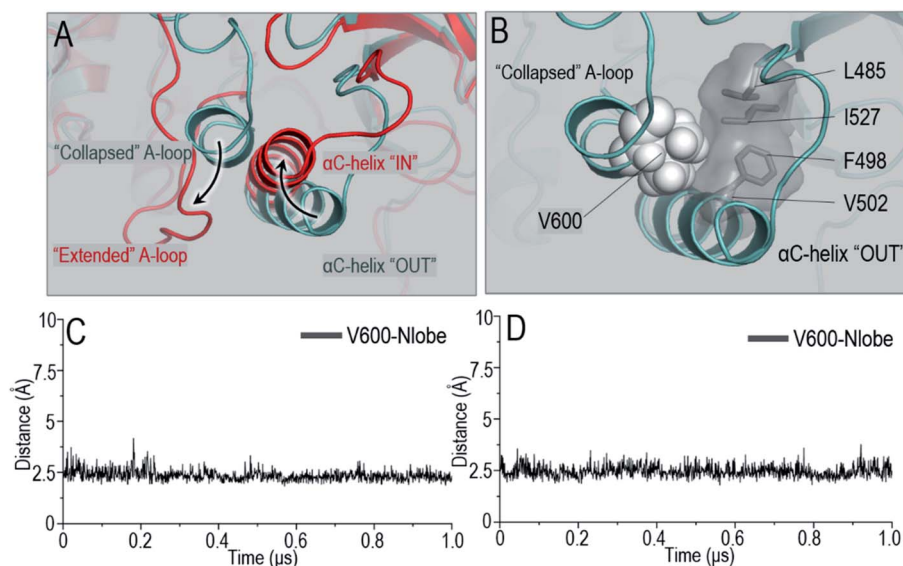 A
"Collapsed" A-loop
αC-helix "IN"
"Extended" A-loop
αC-helix "OUT"
B
"Collapsed" A-loop
L485
I527
F498
V600
V502
αC-helix "OUT"
C
V600-Nlobe
10
7.5
5
2.5
0
Distance (Å)
0 0.2 0.4 0.6 0.8 1.0
Time (µs)
D
V600-Nlobe
10
7.5
5
2.5
0
Distance (Å)
0 0.2 0.4 0.6 0.8 1.0
Time (µs)